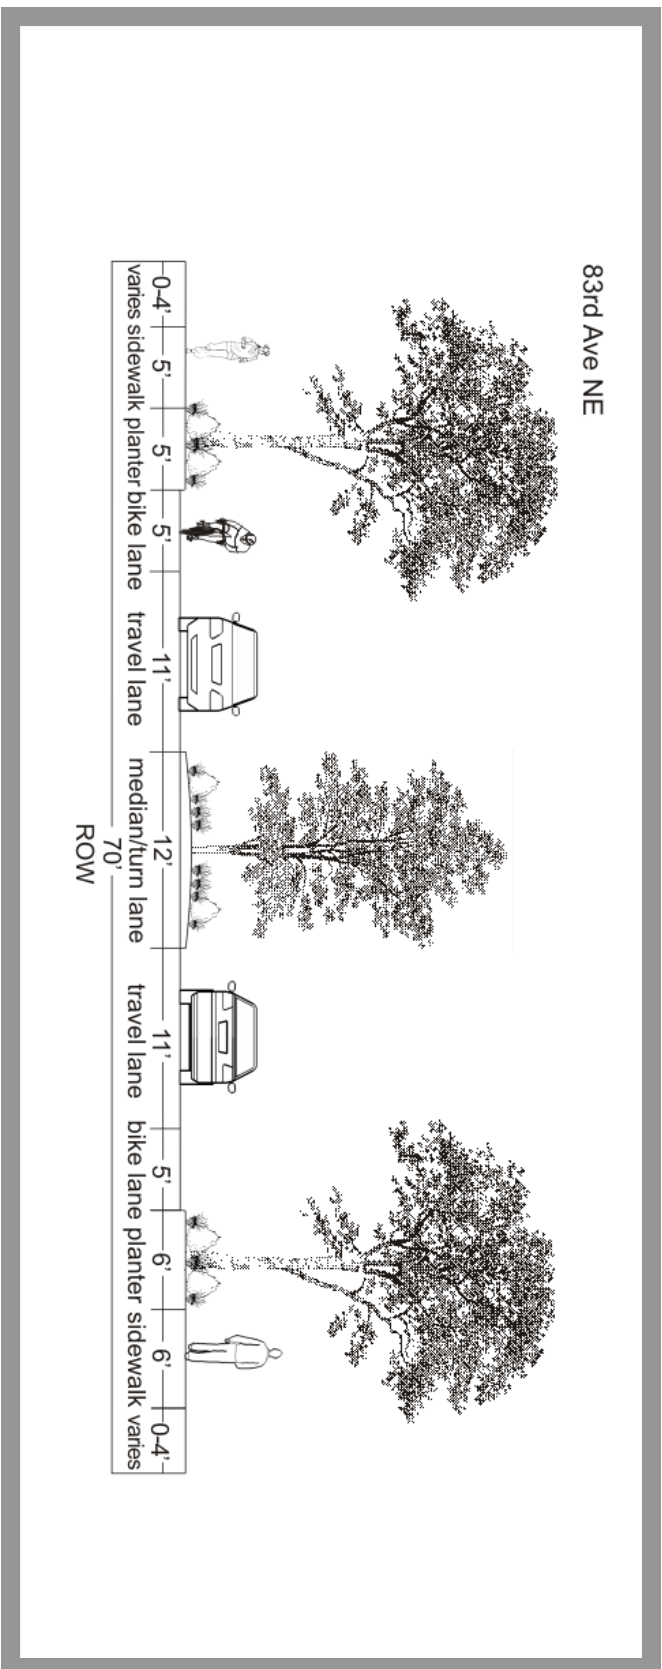 83rd Ave NE
0-4' 5' 5' 5' 11' 12' 11' 5' 6' 6' 0-4'
varies sidewalk planter bike lane travel lane median/turn lane travel lane bike lane planter sidewalk varies
70'
ROW